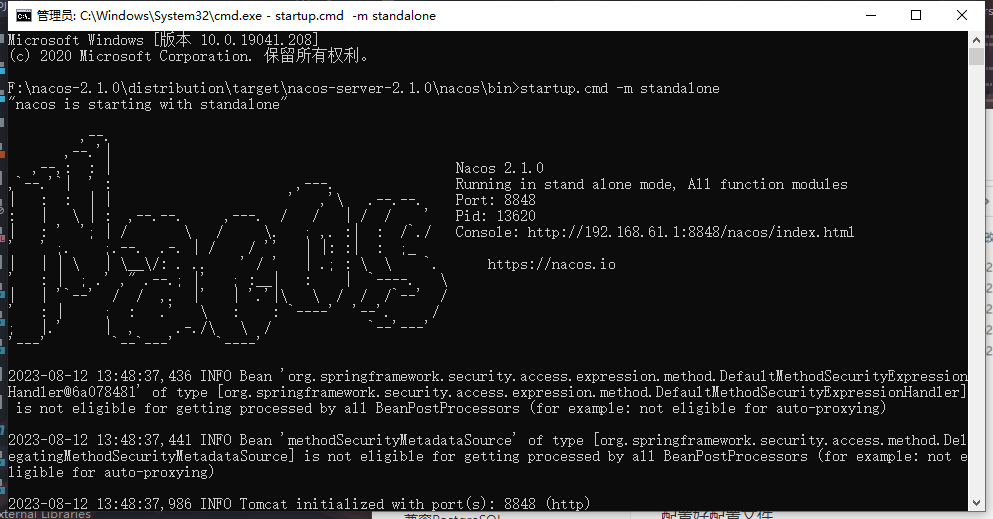 管理员: C:\Windows\System32\cmd.exe - startup.cmd  -m standalone
Microsoft Windows [版本 10.0.19041.208]
(c) 2020 Microsoft Corporation. 保留所有权利。
F:\nacos-2.1.0\distribution\target\nacos-server-2.1.0\nacos\bin>startup.cmd -m standalone
"nacos is starting with standalone"
Nacos 2.1.0
Running in stand alone mode, All function modules
Port: 8848
Pid: 13620
Console: http://192.168.61.1:8848/nacos/index.html
https://nacos.io
2023-08-12 13:48:37,436 INFO Bean 'org.springframework.security.access.expression.method.DefaultMethodSecurityExpression
Handler@6a078481' of type [org.springframework.security.access.expression.method.DefaultMethodSecurityExpressionHandler]
is not eligible for getting processed by all BeanPostProcessors (for example: not eligible for auto-proxying)
2023-08-12 13:48:37,441 INFO Bean 'methodSecurityMetadataSource' of type [org.springframework.security.access.method.Del
egatingMethodSecurityMetadataSource] is not eligible for getting processed by all BeanPostProcessors (for example: not e
ligible for auto-proxying)
2023-08-12 13:48:37,986 INFO Tomcat initialized with port(s): 8848 (http)